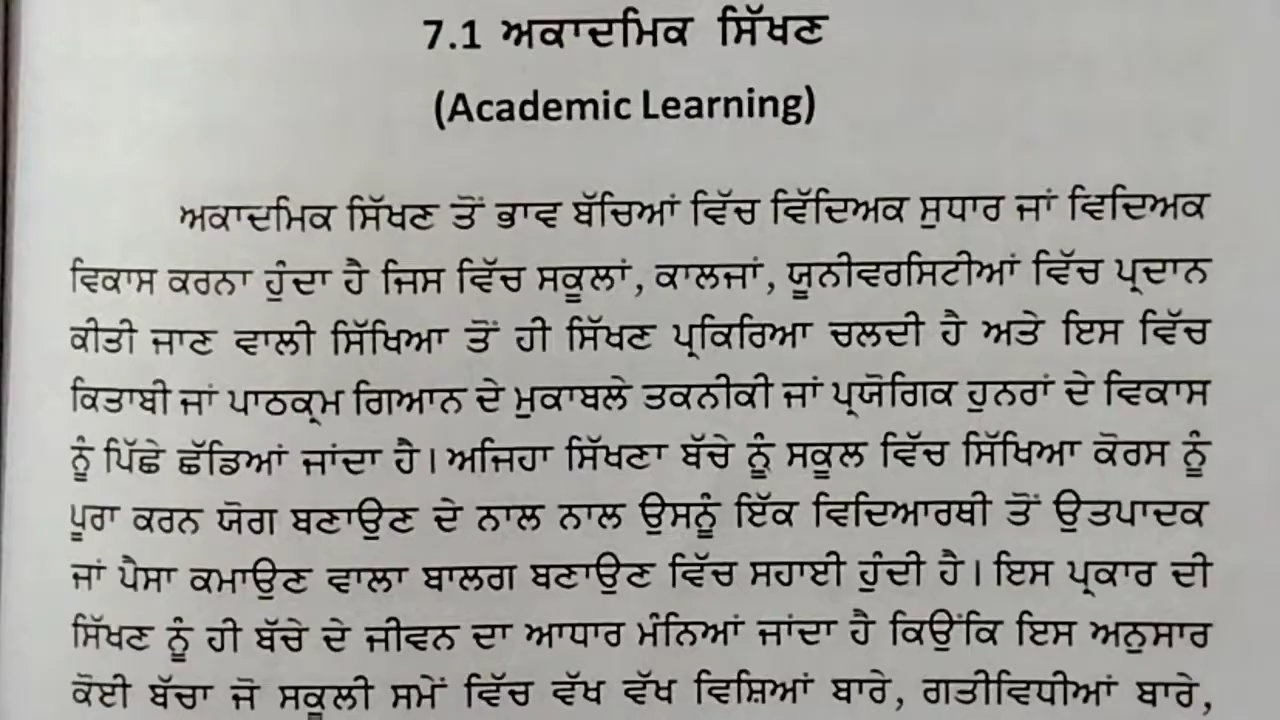 7.1 ਅਕਾਦਮਿਕ ਸਿੱਖਣ
(Academic Learning)
ਅਕਾਦਮਿਕ ਸਿੱਖਣ ਤੋਂ ਭਾਵ ਬੱਚਿਆਂ ਵਿੱਚ ਵਿੱਦਿਅਕ ਸੁਧਾਰ ਜਾਂ ਵਿਦਿਅਕ
ਵਿਕਾਸ ਕਰਨਾ ਹੁੰਦਾ ਹੈ ਜਿਸ ਵਿੱਚ ਸਕੂਲਾਂ, ਕਾਲਜਾਂ, ਯੂਨੀਵਰਸਿਟੀਆਂ ਵਿੱਚ ਪ੍ਰਦਾਨ
ਕੀਤੀ ਜਾਣ ਵਾਲੀ ਸਿੱਖਿਆ ਤੋਂ ਹੀ ਸਿੱਖਣ ਪ੍ਰਕਿਰਿਆ ਚਲਦੀ ਹੈ ਅਤੇ ਇਸ ਵਿੱਚ
ਕਿਤਾਬੀ ਜਾਂ ਪਾਠਕ੍ਰਮ ਗਿਆਨ ਦੇ ਮੁਕਾਬਲੇ ਤਕਨੀਕੀ ਜਾਂ ਪ੍ਰਯੋਗਿਕ ਹੁਨਰਾਂ ਦੇ ਵਿਕਾਸ
ਨੂੰ ਪਿੱਛੇ ਛੱਡਿਆਂ ਜਾਂਦਾ ਹੈ। ਅਜਿਹਾ ਸਿੱਖਣਾ ਬੱਚੇ ਨੂੰ ਸਕੂਲ ਵਿੱਚ ਸਿੱਖਿਆ ਕੋਰਸ ਨੂੰ
ਪੂਰਾ ਕਰਨ ਯੋਗ ਬਣਾਉਣ ਦੇ ਨਾਲ ਨਾਲ ਉਸਨੂੰ ਇੱਕ ਵਿਦਿਆਰਥੀ ਤੋਂ ਉਤਪਾਦਕ
ਜਾਂ ਪੈਸਾ ਕਮਾਉਣ ਵਾਲਾ ਬਾਲਗ ਬਣਾਉਣ ਵਿੱਚ ਸਹਾਈ ਹੁੰਦੀ ਹੈ। ਇਸ ਪ੍ਰਕਾਰ ਦੀ
ਸਿੱਖਣ ਨੂੰ ਹੀ ਬੱਚੇ ਦੇ ਜੀਵਨ ਦਾ ਆਧਾਰ ਮੰਨਿਆਂ ਜਾਂਦਾ ਹੈ ਕਿਉਂਕਿ ਇਸ ਅਨੁਸਾਰ
ਕੋਈ ਬੱਚਾ ਜੋ ਸਕੂਲੀ ਸਮੇਂ ਵਿੱਚ ਵੱਖ ਵੱਖ ਵਿਸ਼ਿਆਂ ਬਾਰੇ, ਗਤੀਵਿਧੀਆਂ ਬਾਰੇ,